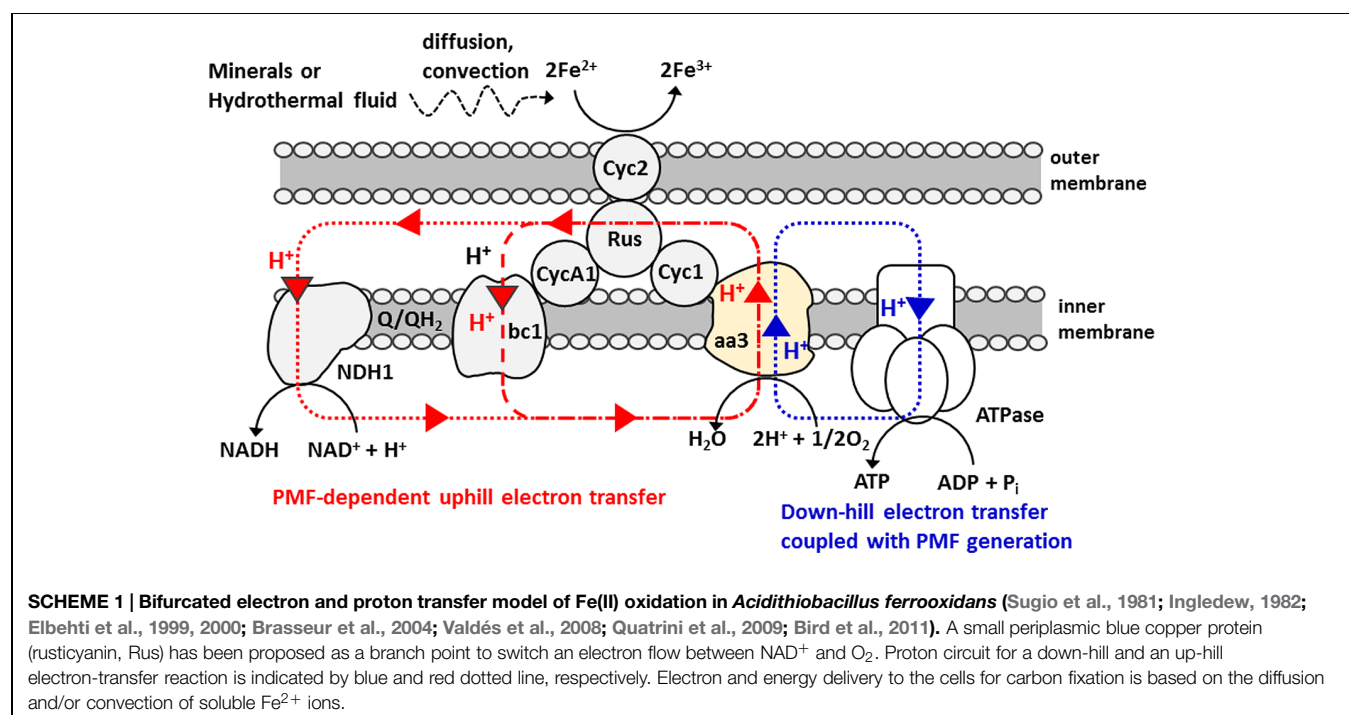 diffusion,
convection
Minerals or
Hydrothermal fluid
2Fe²⁺
2Fe³⁺
Cyc2
outer
membrane
Rus
H⁺
H⁺
CycA1
Cyc1
H⁺
H⁺
H⁺
Q/QH₂
H⁺
bc1
aa3
H⁺
inner
membrane
NDH1
ATPase
NADH
NAD⁺ + H⁺
H₂O
2H⁺ + 1/2O₂
ATP
ADP + Pᵢ
PMF-dependent uphill electron transfer
Down-hill electron transfer
coupled with PMF generation
SCHEME 1 | Bifurcated electron and proton transfer model of Fe(II) oxidation in Acidithiobacillus ferrooxidans (Sugio et al., 1981; Ingledew, 1982;
Elbehti et al., 1999, 2000; Brasseur et al., 2004; Valdés et al., 2008; Quatrini et al., 2009; Bird et al., 2011). A small periplasmic blue copper protein
(rusticyanin, Rus) has been proposed as a branch point to switch an electron flow between NAD⁺ and O₂. Proton circuit for a down-hill and an up-hill
electron-transfer reaction is indicated by blue and red dotted line, respectively. Electron and energy delivery to the cells for carbon fixation is based on the diffusion
and/or convection of soluble Fe²⁺ ions.